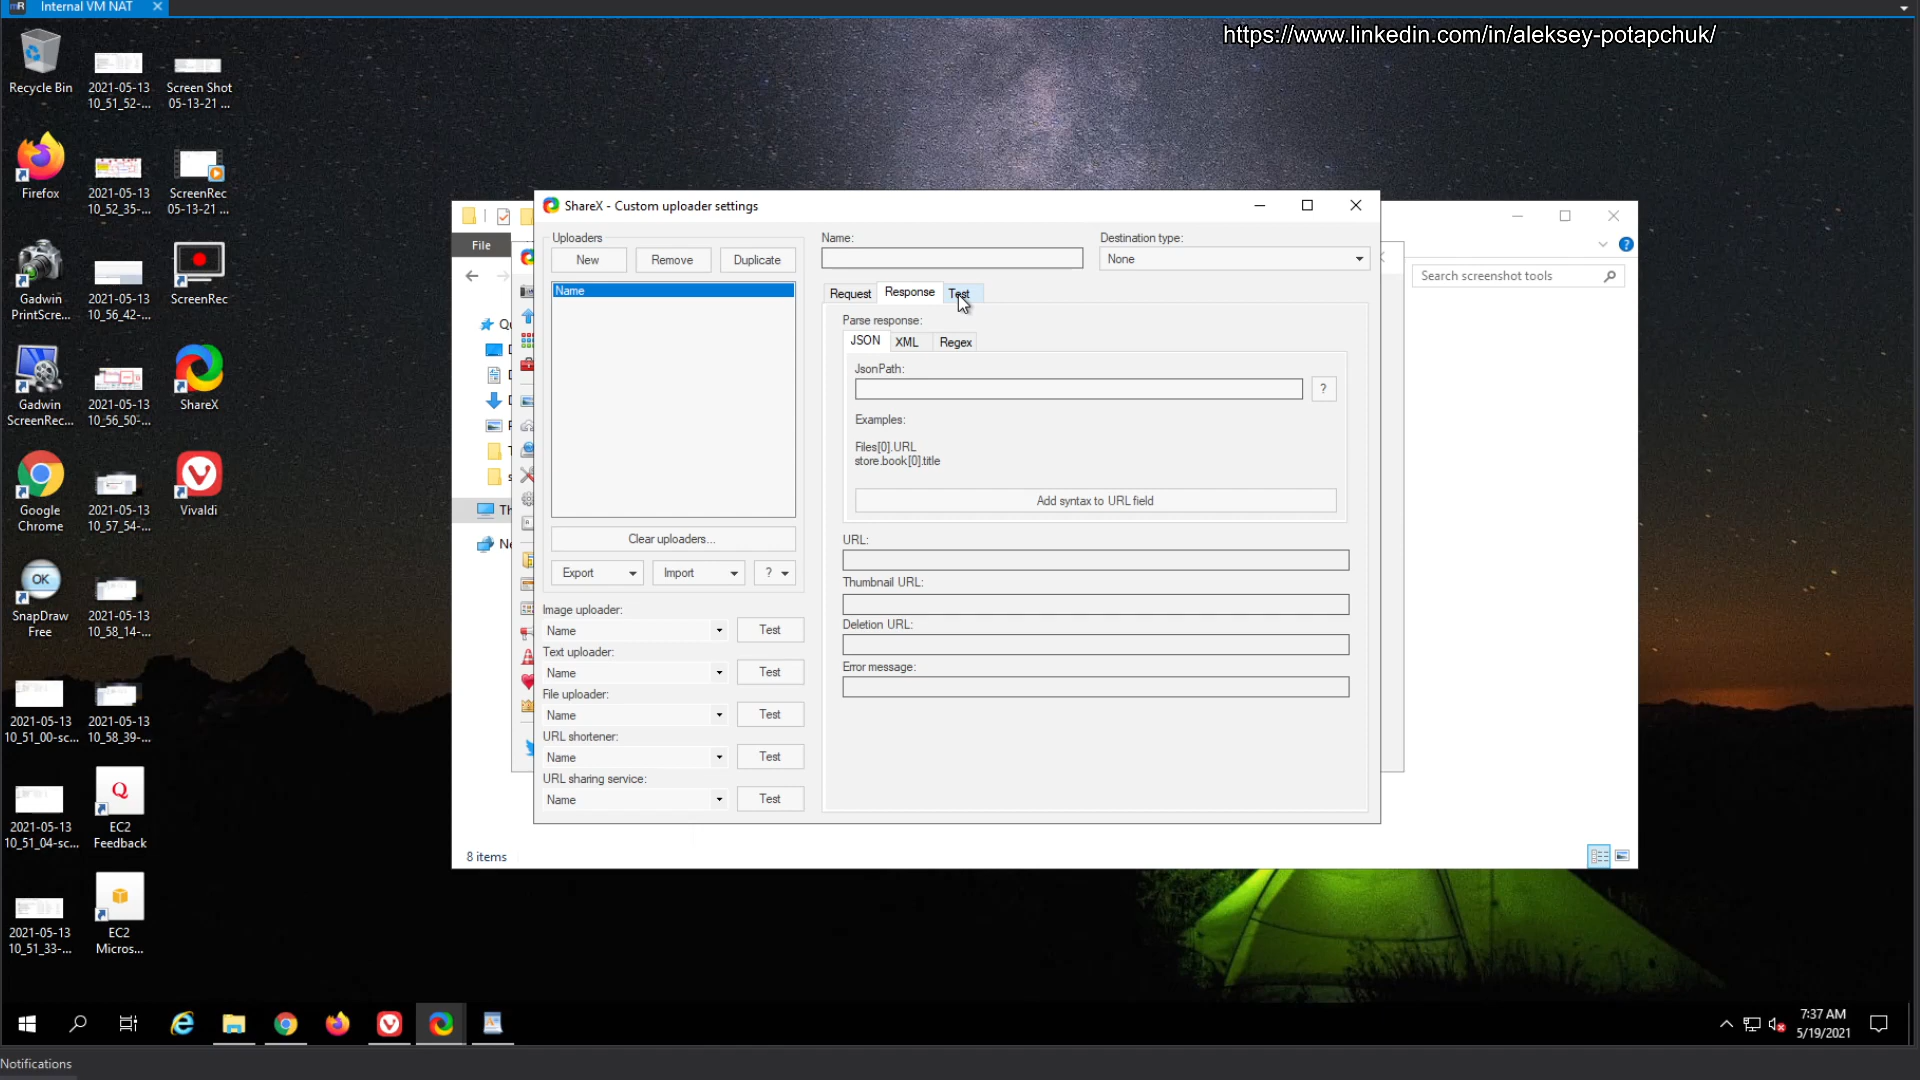 Internal VM NAT
https://www.linkedin.com/in/aleksey-potapchuk/
Recycle Bin
2021-05-13
10_51_52-...
Screen Shot
05-13-21 ...
Firefox
2021-05-13
10_52_35-...
ScreenRec
05-13-21 ...
Gadwin
PrintScree...
2021-05-13
10_56_42-...
ScreenRec
Gadwin
ScreenRec...
2021-05-13
10_56_50-...
ShareX
Google
Chrome
2021-05-13
10_57_54-...
Vivaldi
OK
SnapDraw
Free
2021-05-13
10_58_14-...
2021-05-13
10_51_00-sc...
2021-05-13
10_58_39-...
2021-05-13
10_51_04-sc...
EC2
Feedback
2021-05-13
10_51_33-...
EC2
Micros...
File
Search screenshot tools
8 items
ShareX - Custom uploader settings
Uploaders
New
Remove
Duplicate
Name
Clear uploaders...
Export
Import
?
Image uploader:
Name
Test
Text uploader:
Name
Test
File uploader:
Name
Test
URL shortener:
Name
Test
URL sharing service:
Name
Test
Name:
Destination type:
None
Request
Response
Test
Parse response:
JSON
XML
Regex
JsonPath:
?
Examples:
Files[0].URL
store.book[0].title
Add syntax to URL field
URL:
Thumbnail URL:
Deletion URL:
Error message:
7:37 AM
5/19/2021
Notifications